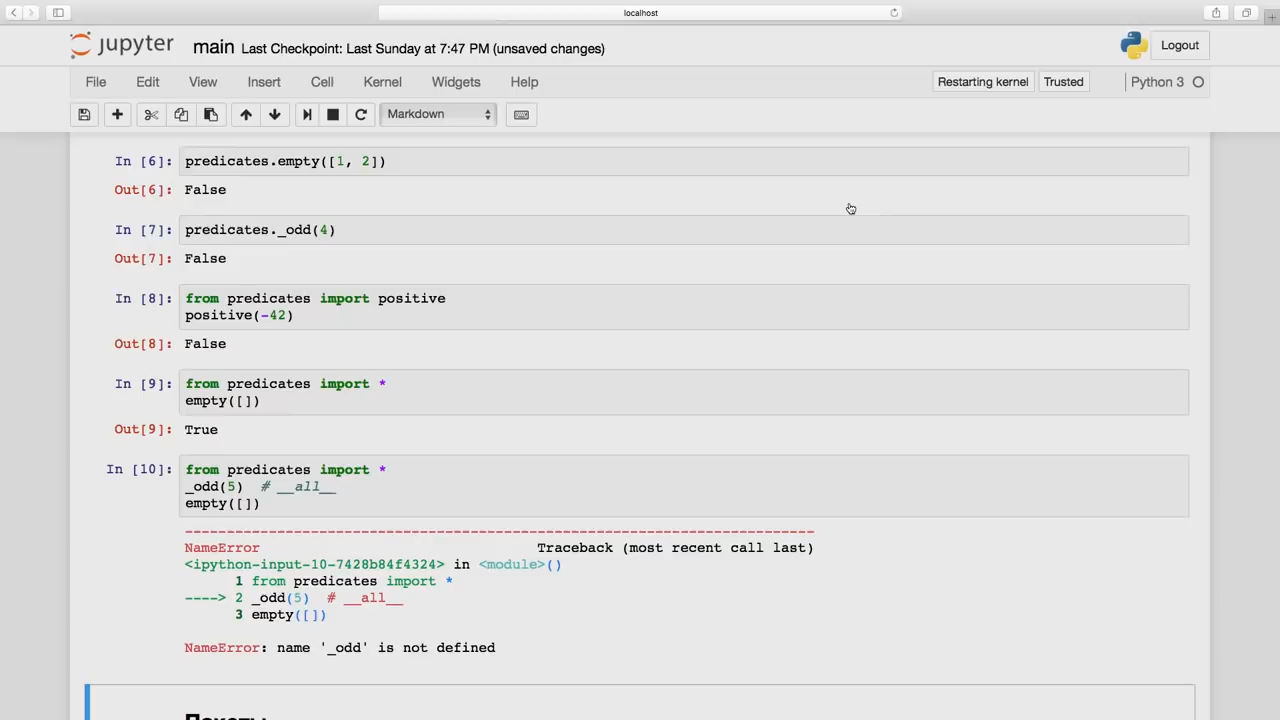 localhost
jupyter main Last Checkpoint: Last Sunday at 7:47 PM (unsaved changes) Logout
File Edit View Insert Cell Kernel Widgets Help Restarting kernel Trusted Python 3
Markdown
In [6]: predicates.empty([1, 2])
Out[6]: False
In [7]: predicates._odd(4)
Out[7]: False
In [8]: from predicates import positive
positive(-42)
Out[8]: False
In [9]: from predicates import *
empty([])
Out[9]: True
In [10]: from predicates import *
_odd(5)  # __all__
empty([])
---------------------------------------------------------------------------
NameError Traceback (most recent call last)
<ipython-input-10-7428b84f4324> in <module>()
1 from predicates import *
----> 2 _odd(5)  # __all__
3 empty([])
NameError: name '_odd' is not defined